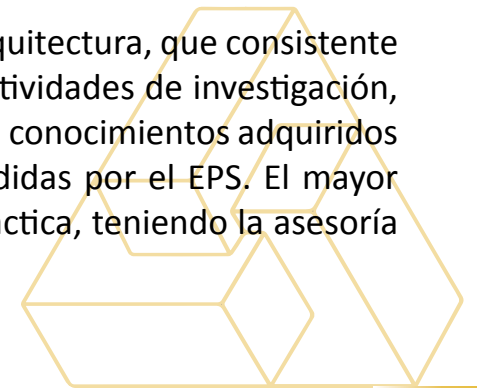 quitectura, que consistente
tividades de investigación,
conocimientos adquiridos
didas por el EPS. El mayor
ctica, teniendo la asesoría